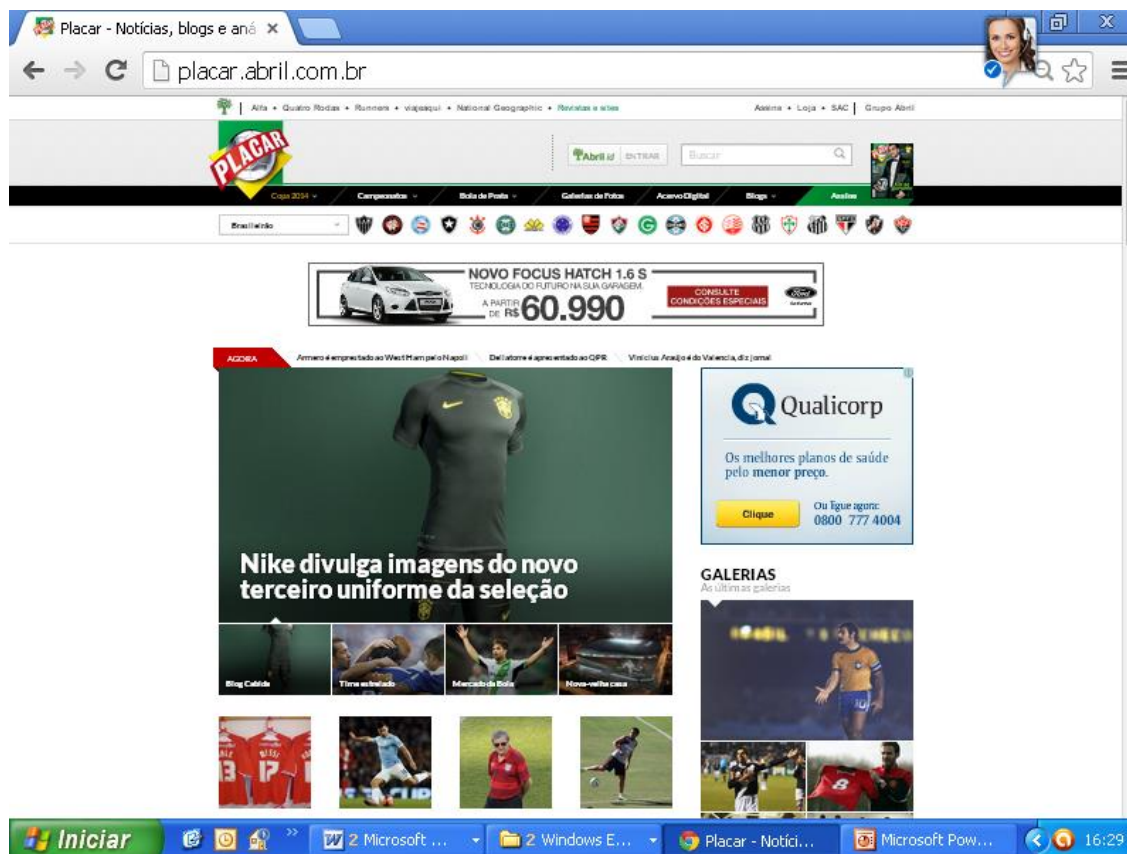 Placar - Notícias, blogs e aná
placar.abril.com.br
Alfa • Quatro Rodas • Runners • viajeaqui • National Geographic • Revistas e sites
Assine • Loja • SAC | Grupo Abril
PLACAR
Abril id ENTRAR
Buscar
Copa 2014
Campeonatos
Bola de Prata
Galerias de Fotos
Acervo Digital
Blogs
Assine
Brasileirão
NOVO FOCUS HATCH 1.6 S
TECNOLOGIA DO FUTURO NA SUA GARAGEM.
A PARTIR DE R$ 60.990
CONSULTE
CONDIÇÕES ESPECIAIS
Ford
AGORA
Armero é emprestado ao West Ham pelo Napoli
Dellatorre é apresentado ao QPR
Vinicius Araújo é do Valencia, diz jornal
Nike divulga imagens do novo
terceiro uniforme da seleção
Blog Cabide
Time estrelado
Mercado da Bola
Nova-velha casa
Qualicorp
Os melhores planos de saúde
pelo menor preço.
Clique
Ou ligue agora:
0800 777 4004
GALERIAS
As últimas galerias
10
MESSI
13
17
8
Iniciar
2 Microsoft ...
2 Windows E...
Placar - Notíci...
Microsoft Pow...
16:29